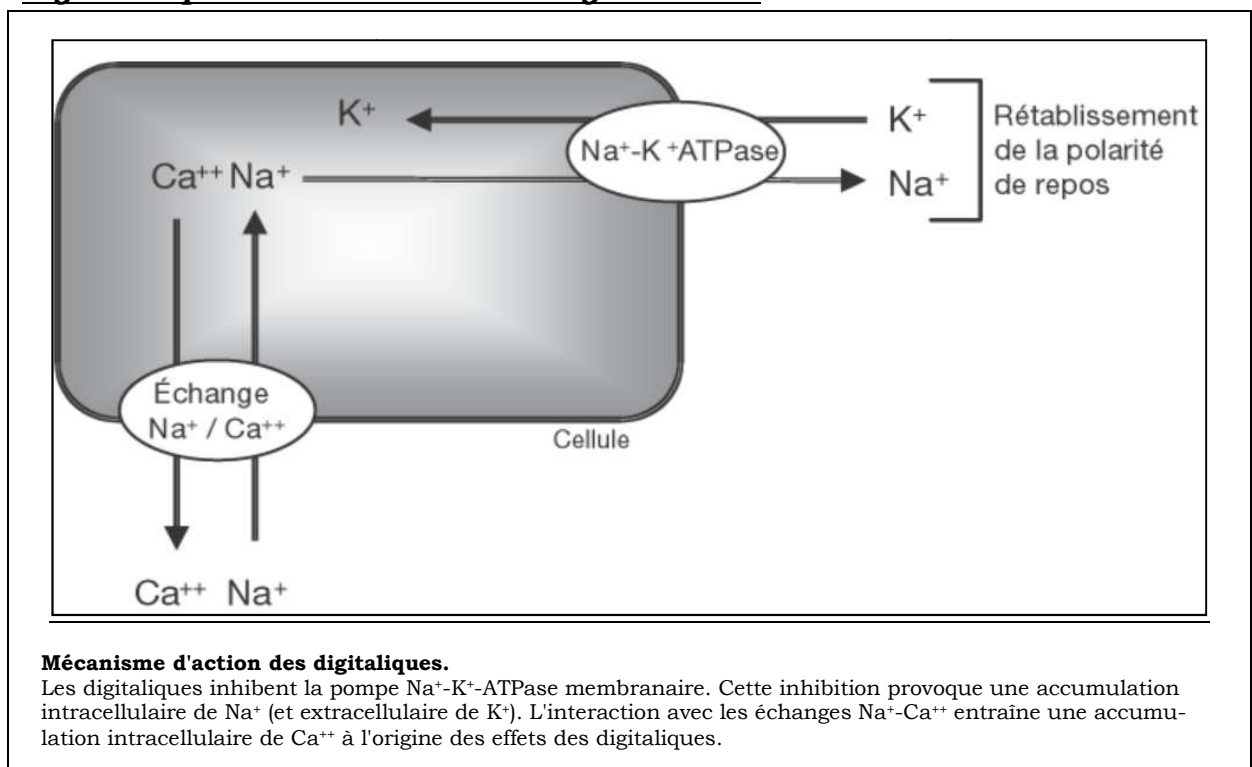 K⁺
K⁺
Rétablissement
de la polarité
de repos
Na⁺-K ⁺ATPase
Ca⁺⁺ Na⁺
Na⁺
Échange
Na⁺ / Ca⁺⁺
Cellule
Ca⁺⁺ Na⁺
Mécanisme d'action des digitaliques.
Les digitaliques inhibent la pompe Na⁺-K⁺-ATPase membranaire. Cette inhibition provoque une accumulation
intracellulaire de Na⁺ (et extracellulaire de K⁺). L'interaction avec les échanges Na⁺-Ca⁺⁺ entraîne une accumu-
lation intracellulaire de Ca⁺⁺ à l'origine des effets des digitaliques.